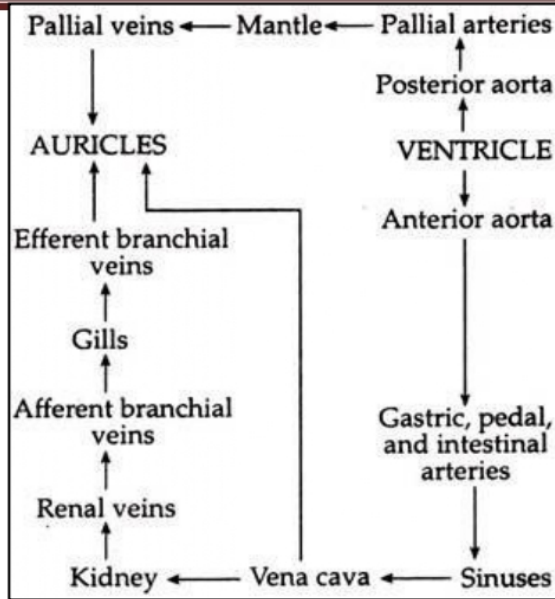 Pallial veins Mantle Pallial arteries
Posterior aorta
AURICLES VENTRICLE
Anterior aorta
Efferent branchial
veins
Gills
Afferent branchial
veins
Gastric, pedal,
and intestinal
arteries
Renal veins
Kidney Vena cava Sinuses